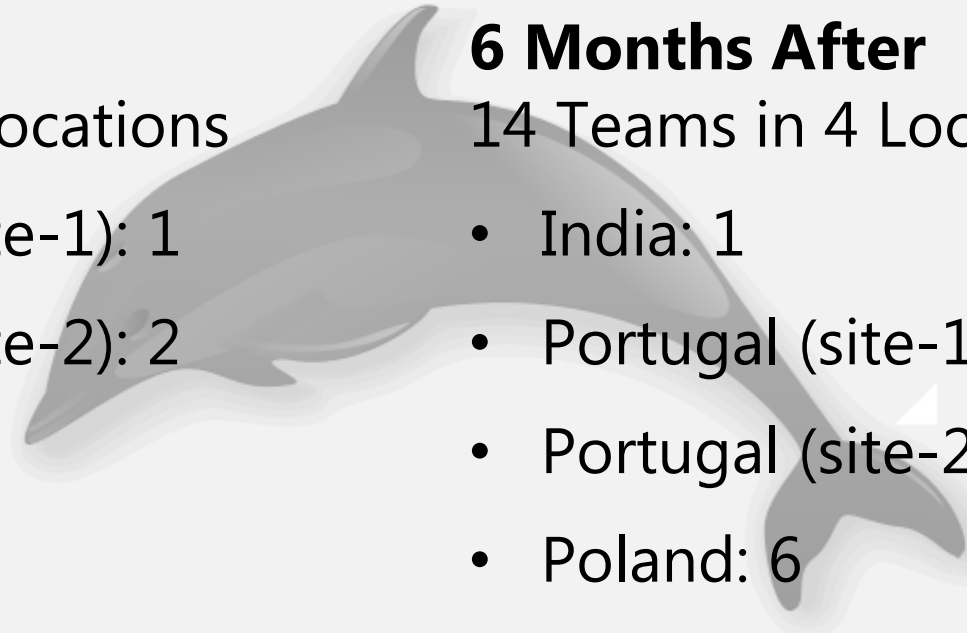 ocations
e-1): 1
e-2): 2
6 Months After
14 Teams in 4 Loc
• India: 1
• Portugal (site-1
• Portugal (site-2
• Poland: 6